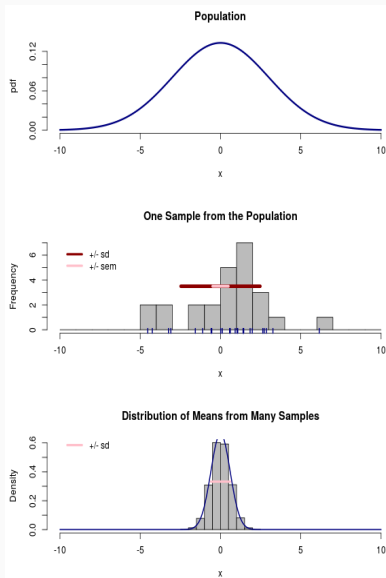 Population
pdf
0.00 0.06 0.12
-10 -5 0 5 10
x
One Sample from the Population
+/- sd
+/- sem
Frequency
0 2 4 6
-10 -5 0 5 10
x
Distribution of Means from Many Samples
+/- sd
Density
0.0 0.2 0.4 0.6
-10 -5 0 5 10
x